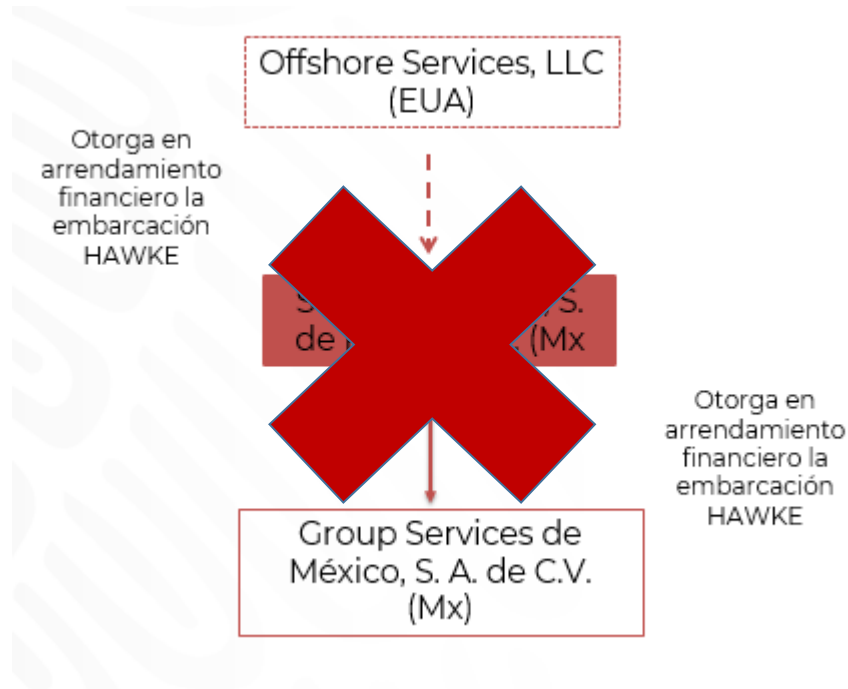 Offshore Services, LLC
(EUA)
Otorga en
arrendamiento
financiero la
embarcación
HAWKE
S. 
de (Mx
Otorga en
arrendamiento
financiero la
embarcación
HAWKE
Group Services de
México, S. A. de C.V.
(Mx)